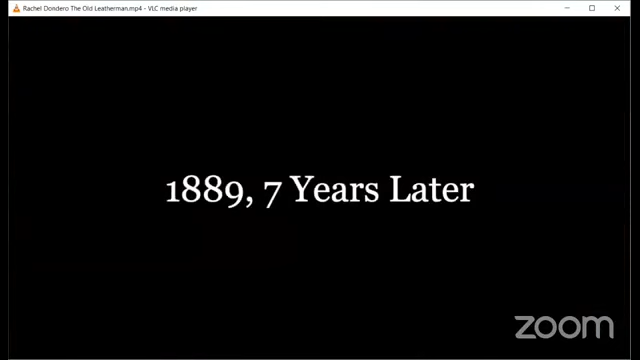 Rachel Dondero The Old Leatherman.mp4 - VLC media player
1889, 7 Years Later
zoom